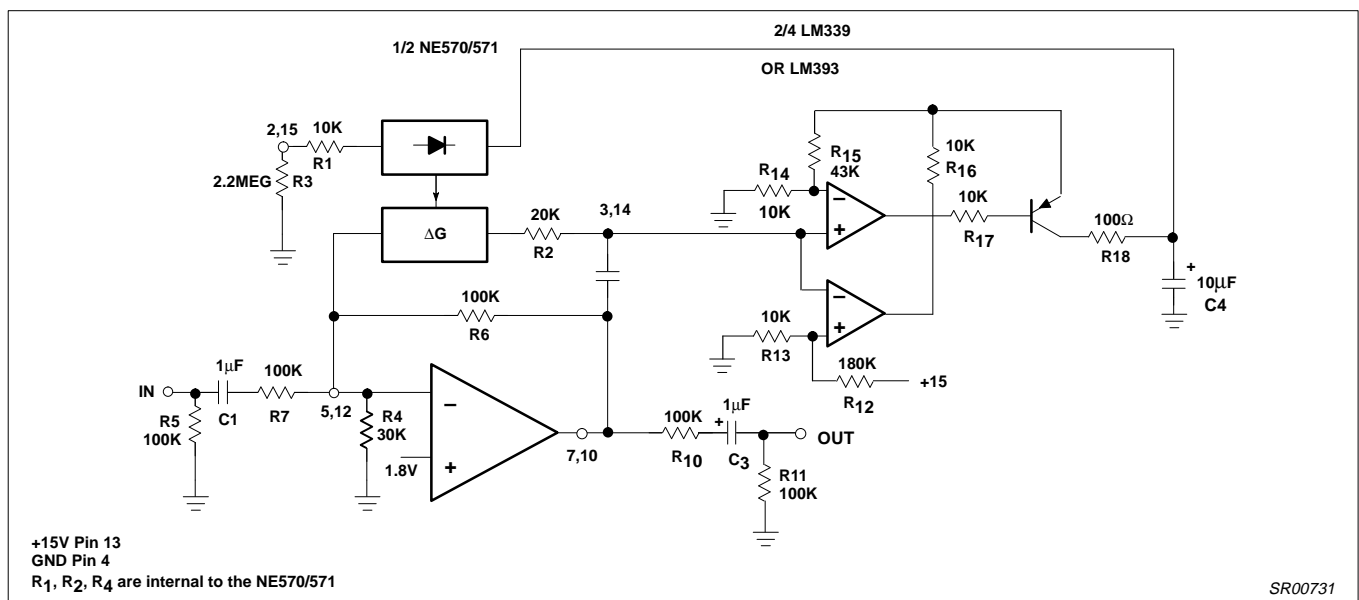 1/2 NE570/571
2/4 LM339
OR LM393
2,15
10K
R1
2.2MEG
R3
ΔG
20K
R2
3,14
R14
10K
R15
43K
10K
R16
10K
R17
100Ω
R18
+
10µF
C4
−
+
−
+
10K
R13
180K
R12
+15
100K
R6
IN
R5
100K
1µF
C1
100K
R7
5,12
R4
30K
−
+
1.8V
7,10
100K
R10
1µF
+
C3
OUT
R11
100K
+15V Pin 13
GND Pin 4
R1, R2, R4 are internal to the NE570/571
SR00731